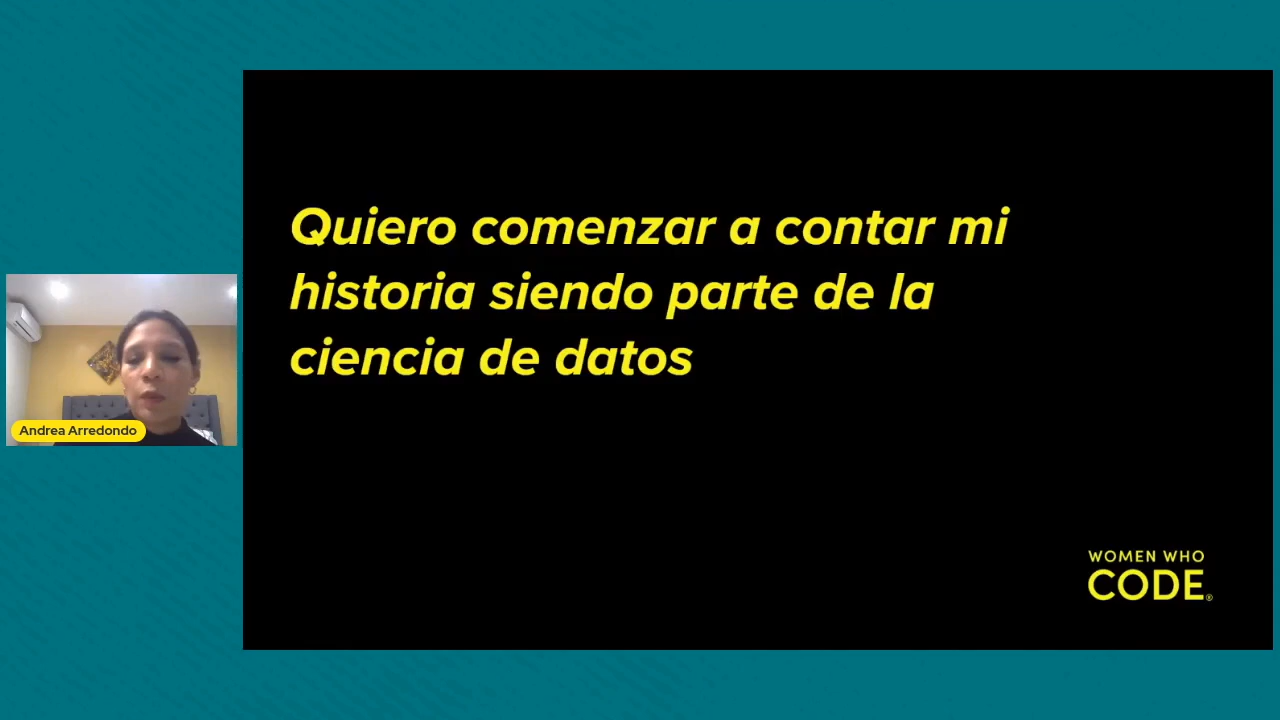 Quiero comenzar a contar mi
historia siendo parte de la
ciencia de datos
Andrea Arredondo
WOMEN WHO
CODE®